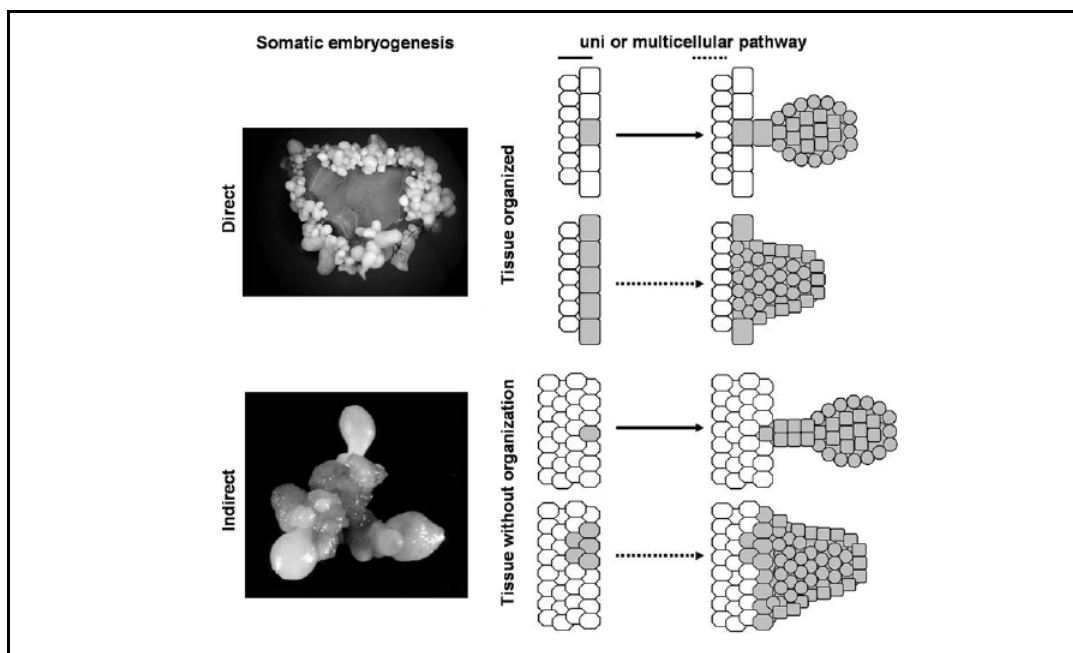 Somatic embryogenesis
uni or multicellular pathway
Direct
Tissue organized
Indirect
Tissue without organization